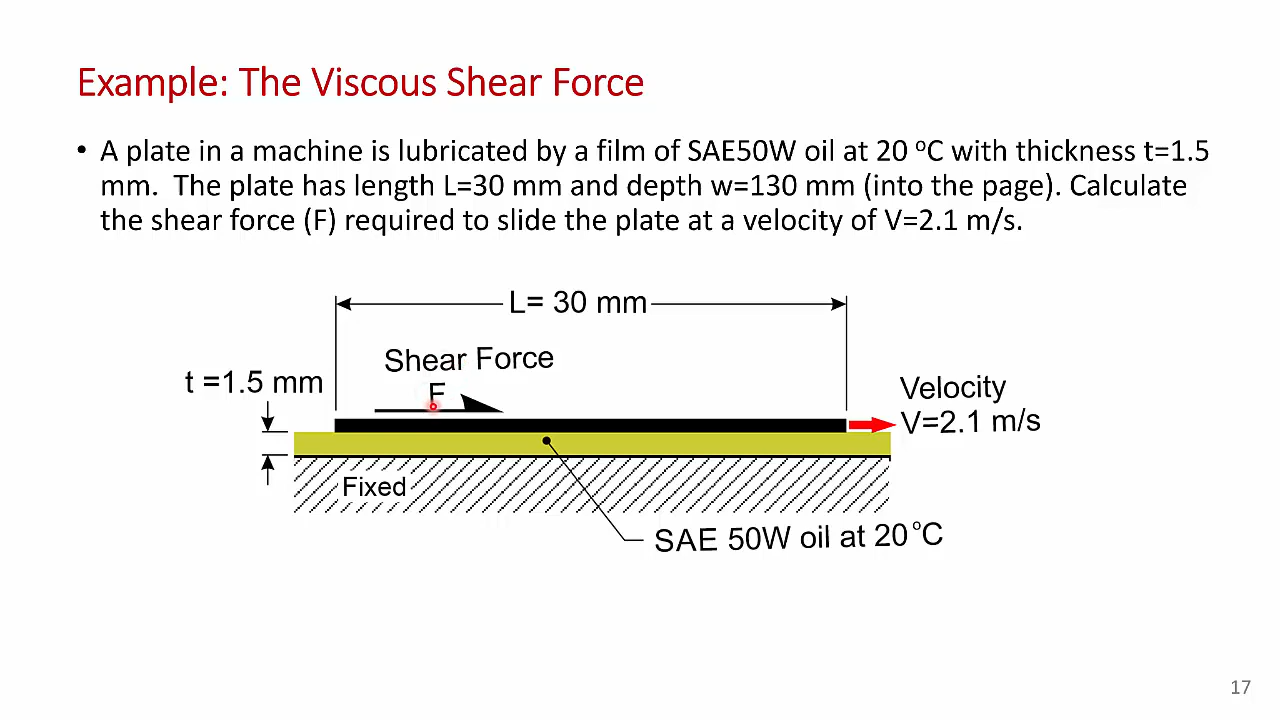 Example: The Viscous Shear Force
• A plate in a machine is lubricated by a film of SAE50W oil at 20 ºC with thickness t=1.5
mm. The plate has length L=30 mm and depth w=130 mm (into the page). Calculate
the shear force (F) required to slide the plate at a velocity of V=2.1 m/s.
L= 30 mm
Shear Force
F
t =1.5 mm
Velocity
V=2.1 m/s
Fixed
SAE 50W oil at 20ºC
17